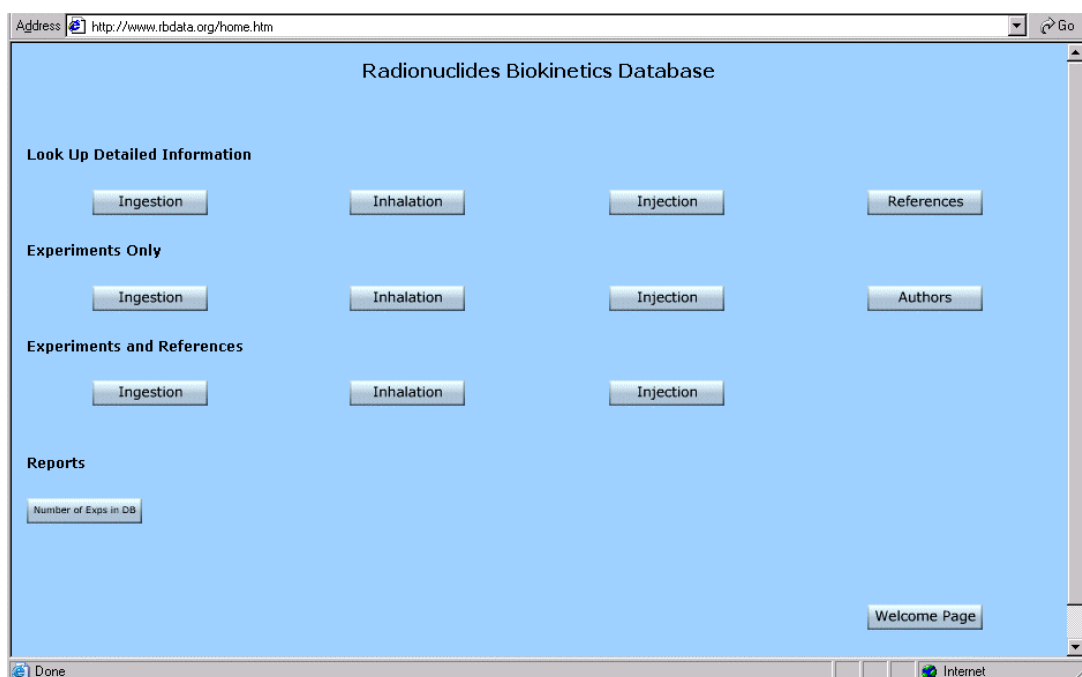 Address http://www.rbdata.org/home.htm Go
Radionuclides Biokinetics Database
Look Up Detailed Information
Ingestion Inhalation Injection References
Experiments Only
Ingestion Inhalation Injection Authors
Experiments and References
Ingestion Inhalation Injection
Reports
Number of Exps in DB
Welcome Page
Done Internet